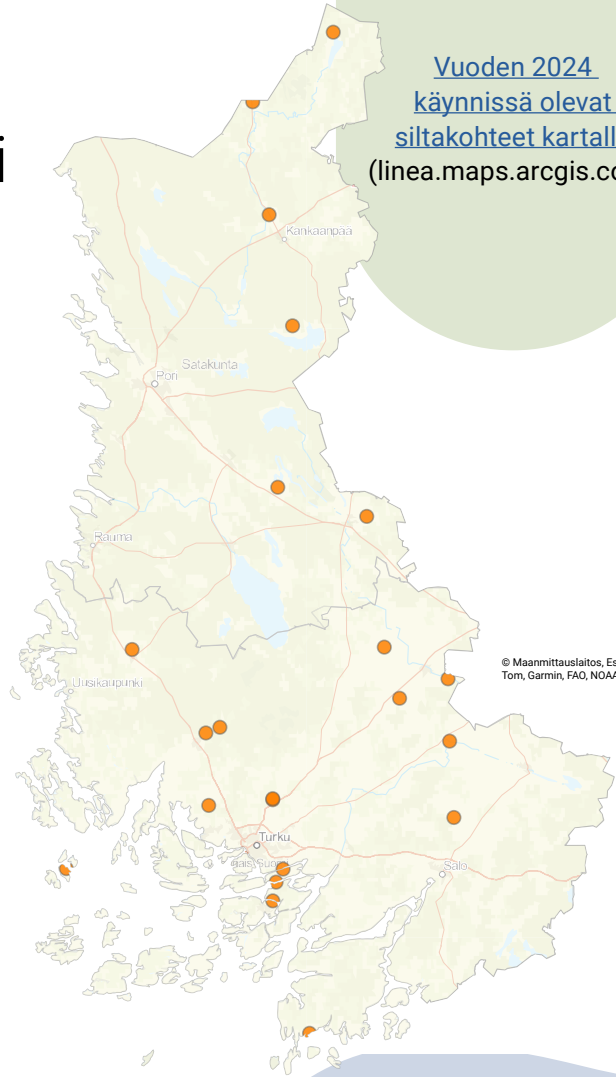 Vuoden 2024
käynnissä olevat
siltakohteet kartall
(linea.maps.arcgis.co
i
Kankaanpää
Satakunta
Pori
Rauma
© Maanmittauslaitos, Es
Tom, Garmin, FAO, NOAA
Uusikaupunki
Turku
Salo